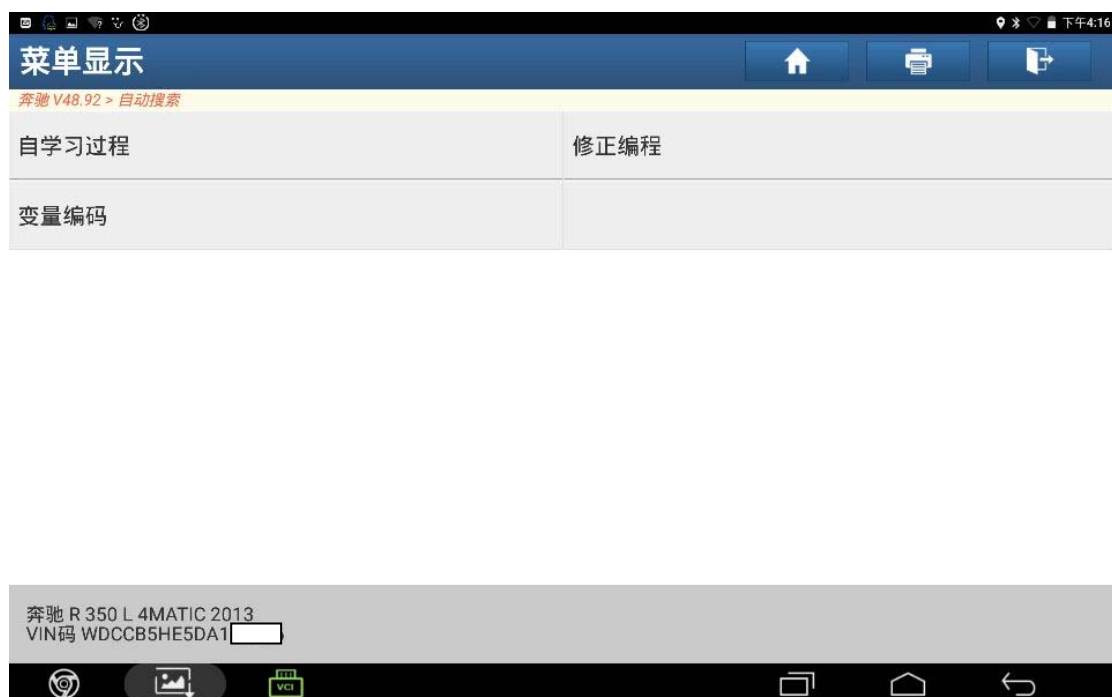 下午4:16
菜单显示
奔驰 V48.92 > 自动搜索
自学习过程
修正编程
变量编码
奔驰 R 350 L 4MATIC 2013
VIN码 WDCCB5HE5DA1
VCI